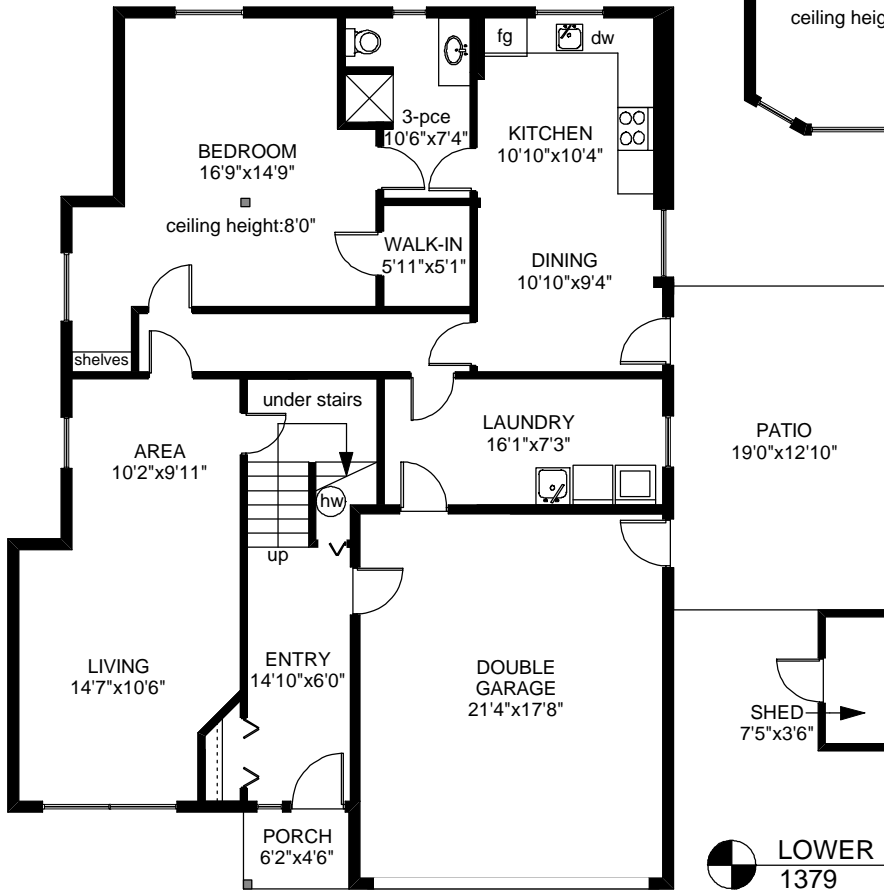 ceiling heig
fg
dw
3-pce
10'6"x7'4"
KITCHEN
10'10"x10'4"
BEDROOM
16'9"x14'9"
ceiling height:8'0"
WALK-IN
5'11"x5'1"
DINING
10'10"x9'4"
shelves
under stairs
LAUNDRY
16'1"x7'3"
PATIO
19'0"x12'10"
AREA
10'2"x9'11"
hw
up
LIVING
14'7"x10'6"
ENTRY
14'10"x6'0"
DOUBLE
GARAGE
21'4"x17'8"
SHED
7'5"x3'6"
PORCH
6'2"x4'6"
LOWER
1379